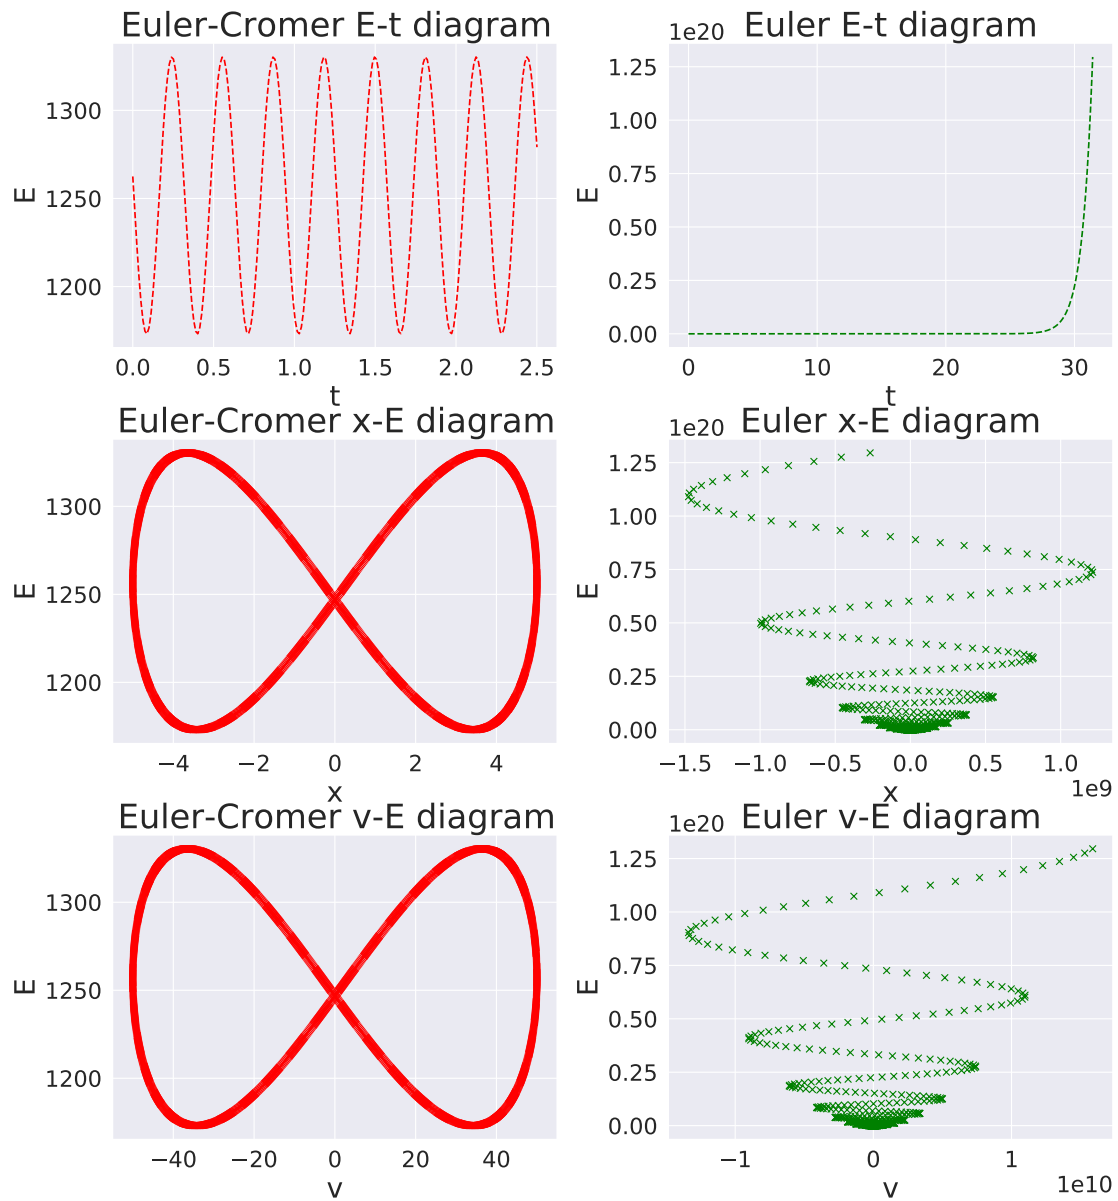 Euler-Cromer E-t diagram
1300
1250
1200
E
0.0 0.5 1.0 1.5 2.0 2.5
t
1e20 Euler E-t diagram
1.25
1.00
0.75
0.50
0.25
0.00
E
0 10 20 30
t
Euler-Cromer x-E diagram
1300
1250
1200
E
−4 −2 0 2 4
x
1e20 Euler x-E diagram
1.25
1.00
0.75
0.50
0.25
0.00
E
−1.5 −1.0 −0.5 0.0 0.5 1.0
x 1e9
Euler-Cromer v-E diagram
1300
1250
1200
E
−40 −20 0 20 40
v
1e20 Euler v-E diagram
1.25
1.00
0.75
0.50
0.25
0.00
E
−1 0 1
v 1e10